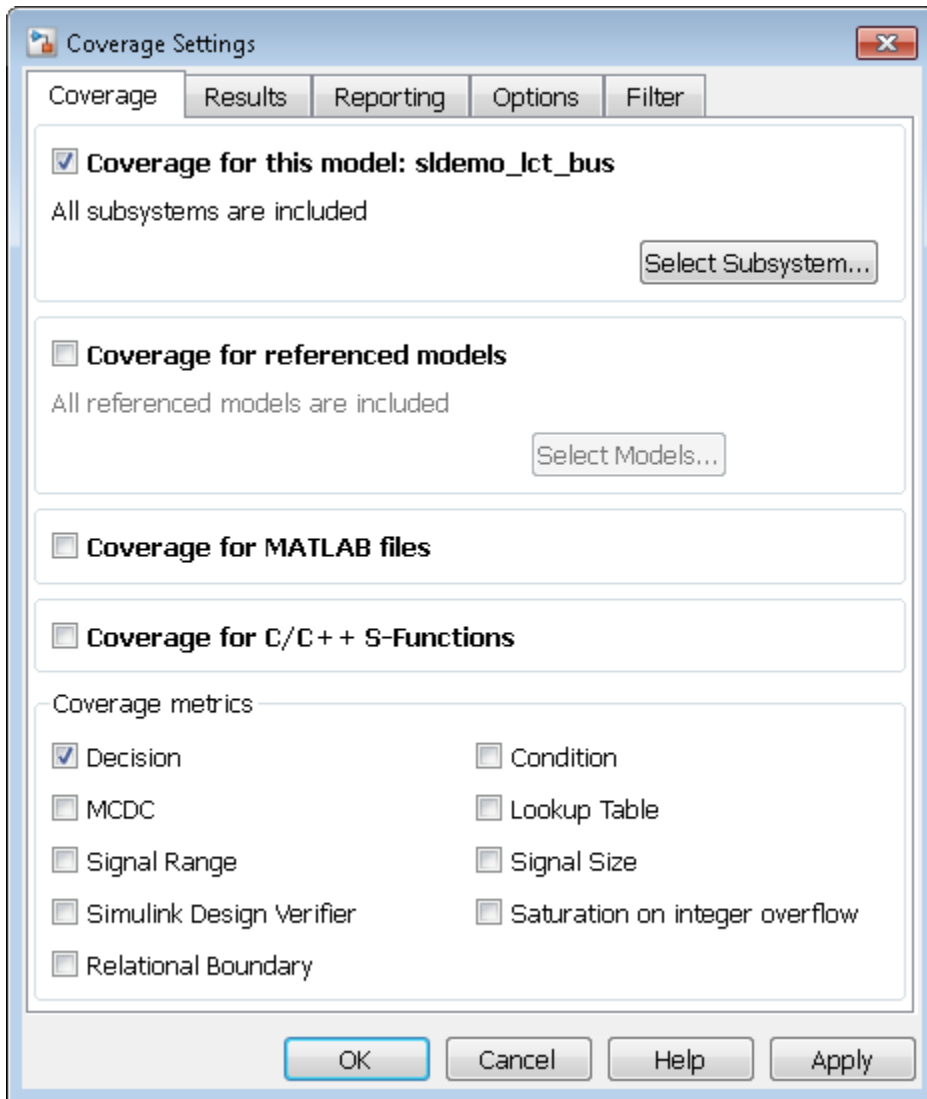 Coverage Settings
Coverage Results Reporting Options Filter
Coverage for this model: sldemo_lct_bus
All subsystems are included
Select Subsystem...
Coverage for referenced models
All referenced models are included
Select Models...
Coverage for MATLAB files
Coverage for C/C++ S-Functions
Coverage metrics
Decision Condition
MCDC Lookup Table
Signal Range Signal Size
Simulink Design Verifier Saturation on integer overflow
Relational Boundary
OK Cancel Help Apply